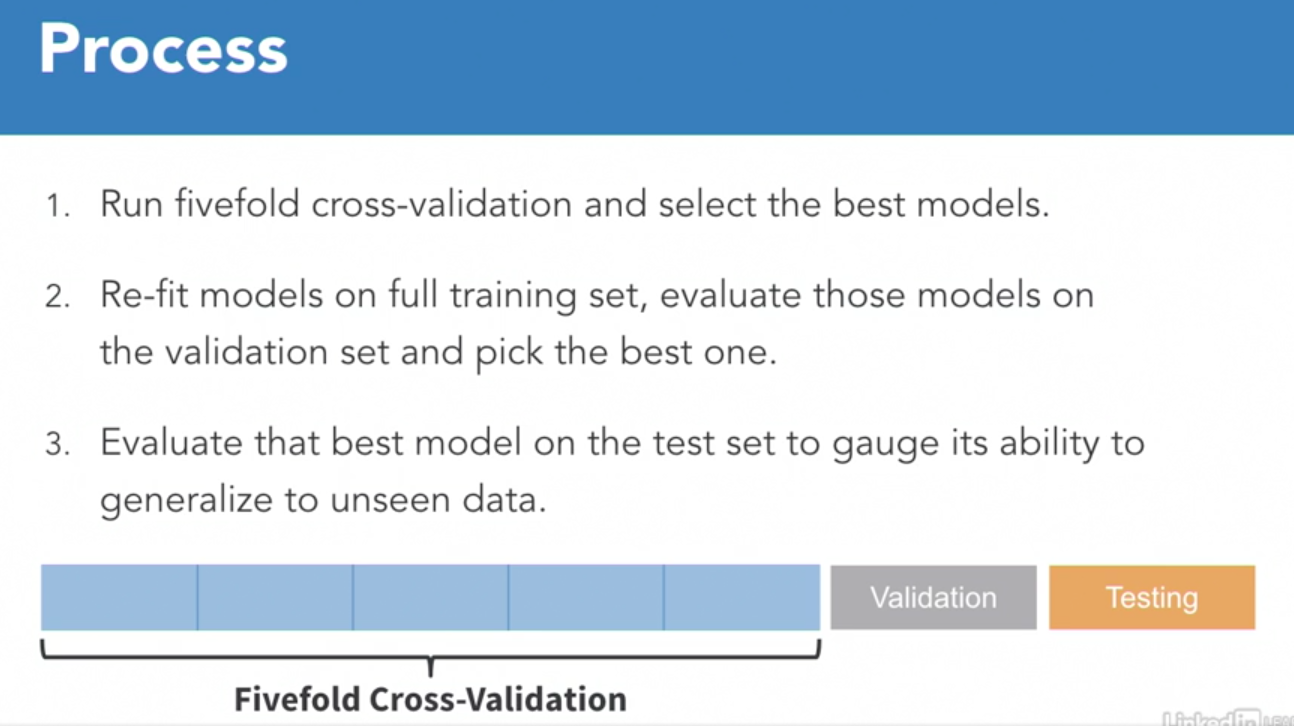 Process
1. Run fivefold cross-validation and select the best models.
2. Re-fit models on full training set, evaluate those models on
the validation set and pick the best one.
3. Evaluate that best model on the test set to gauge its ability to
generalize to unseen data.
Validation
Testing
Fivefold Cross-Validation
Linked in